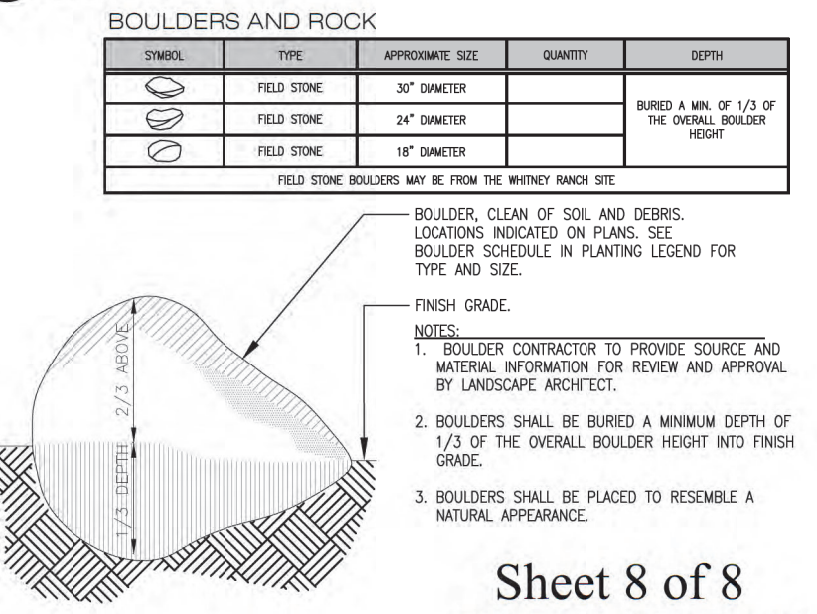 BOULDERS AND ROCK
SYMBOL TYPE APPROXIMATE SIZE QUANTITY DEPTH
FIELD STONE 30" DIAMETER
FIELD STONE 24" DIAMETER
FIELD STONE 18" DIAMETER
BURIED A MIN. OF 1/3 OF
THE OVERALL BOULDER
HEIGHT
FIELD STONE BOULDERS MAY BE FROM THE WHITNEY RANCH SITE
BOULDER, CLEAN OF SOIL AND DEBRIS.
LOCATIONS INDICATED ON PLANS. SEE
BOULDER SCHEDULE IN PLANTING LEGEND FOR
TYPE AND SIZE.
FINISH GRADE.
2/3 ABOVE
1/3 DEPTH
NOTES:
1. BOULDER CONTRACTOR TO PROVIDE SOURCE AND
MATERIAL INFORMATION FOR REVIEW AND APPROVAL
BY LANDSCAPE ARCHITECT.
2. BOULDERS SHALL BE BURIED A MINIMUM DEPTH OF
1/3 OF THE OVERALL BOULDER HEIGHT INTO FINISH
GRADE.
3. BOULDERS SHALL BE PLACED TO RESEMBLE A
NATURAL APPEARANCE.
Sheet 8 of 8